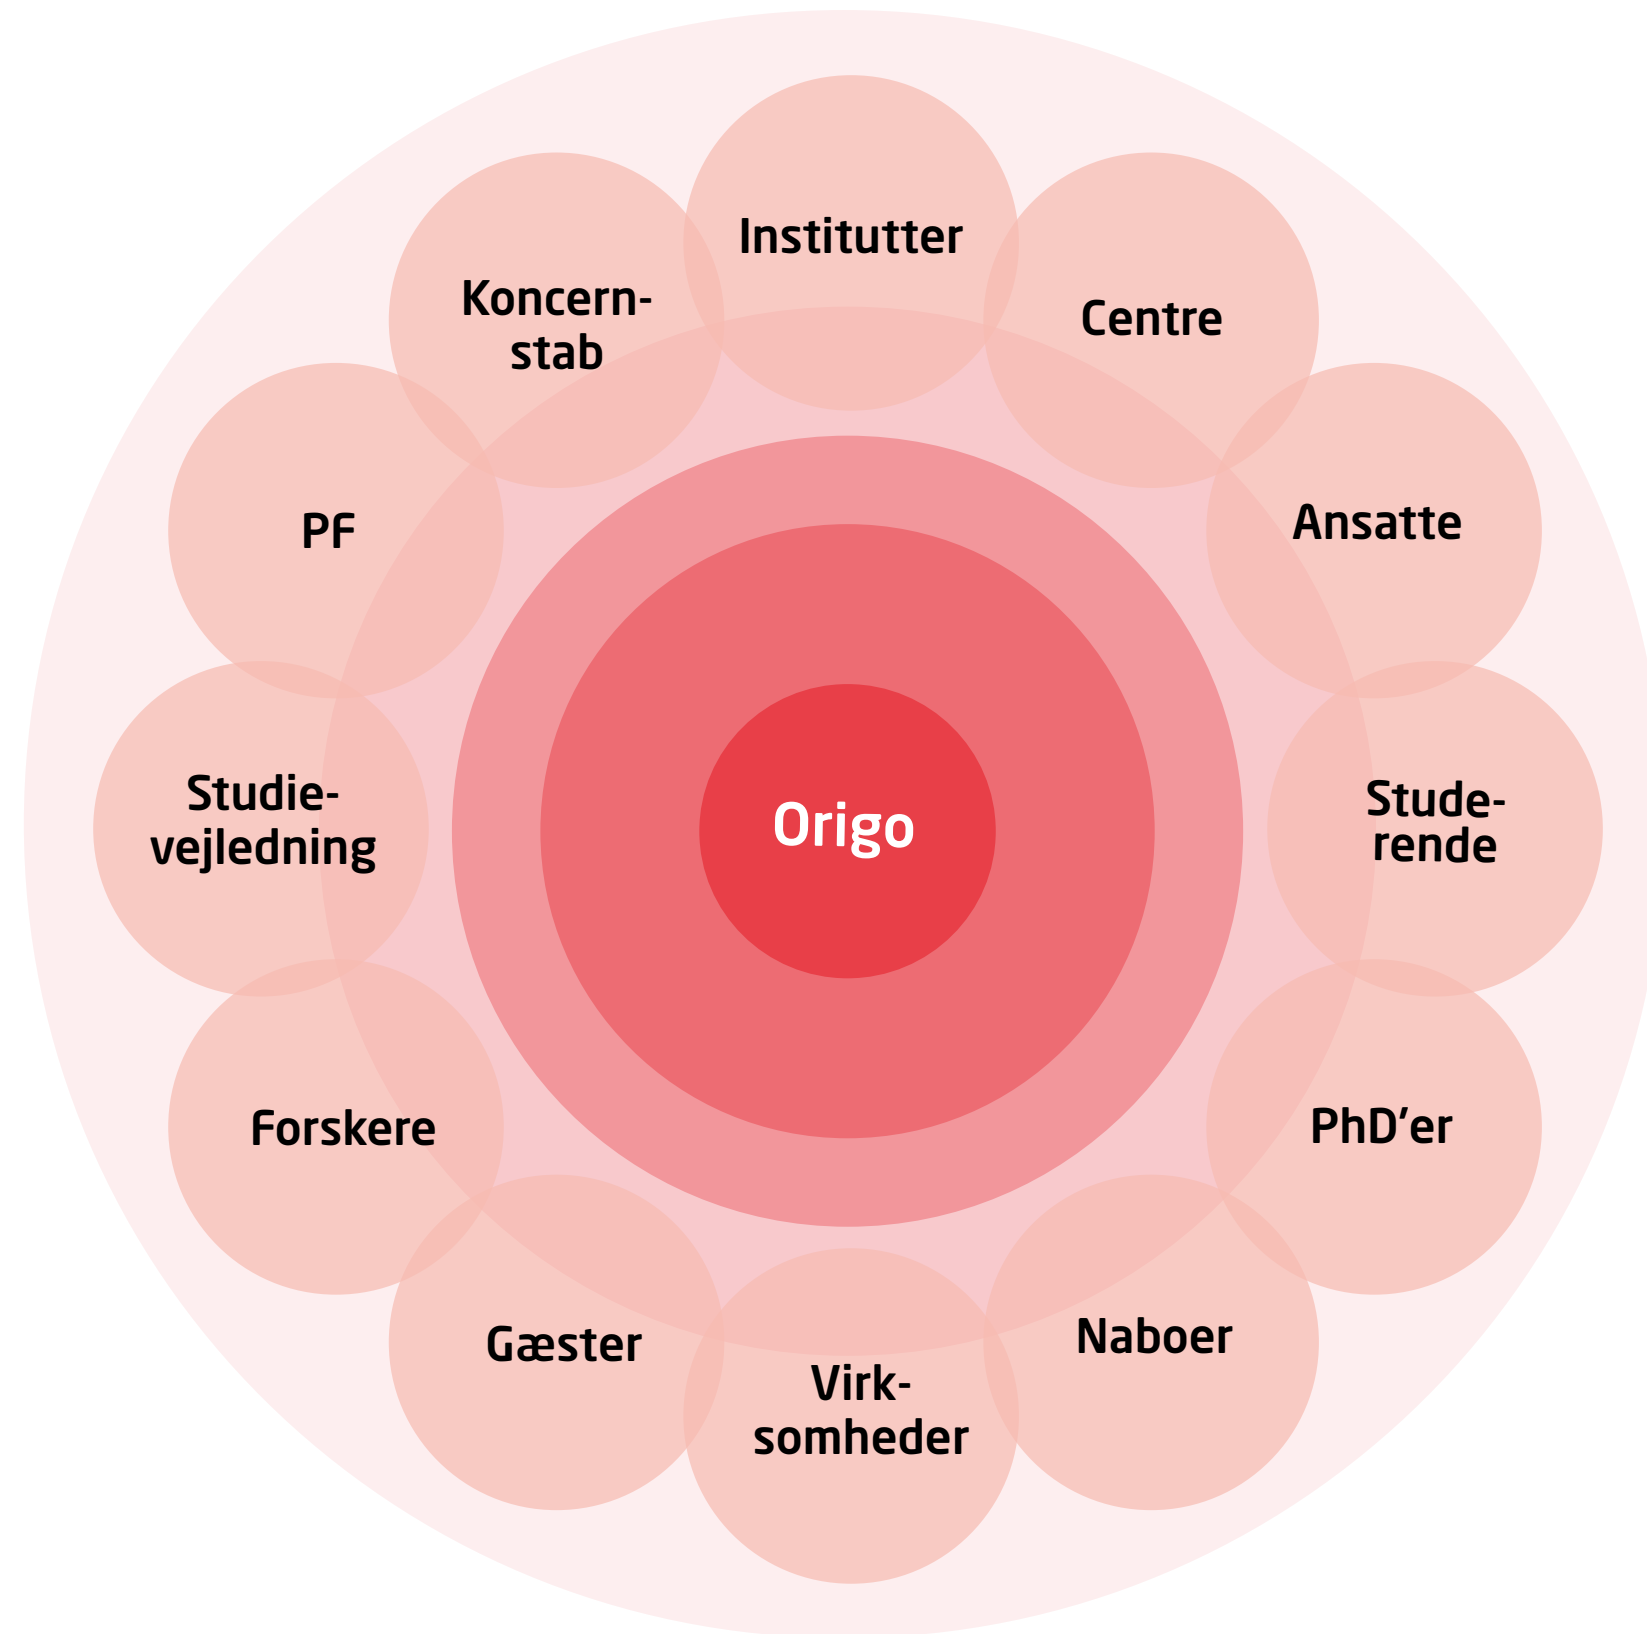 Institutter
Koncern-
stab
Centre
PF
Ansatte
Studie-
vejledning
Origo
Stude-
rende
Forskere
PhD'er
Gæster
Naboer
Virk-
somheder